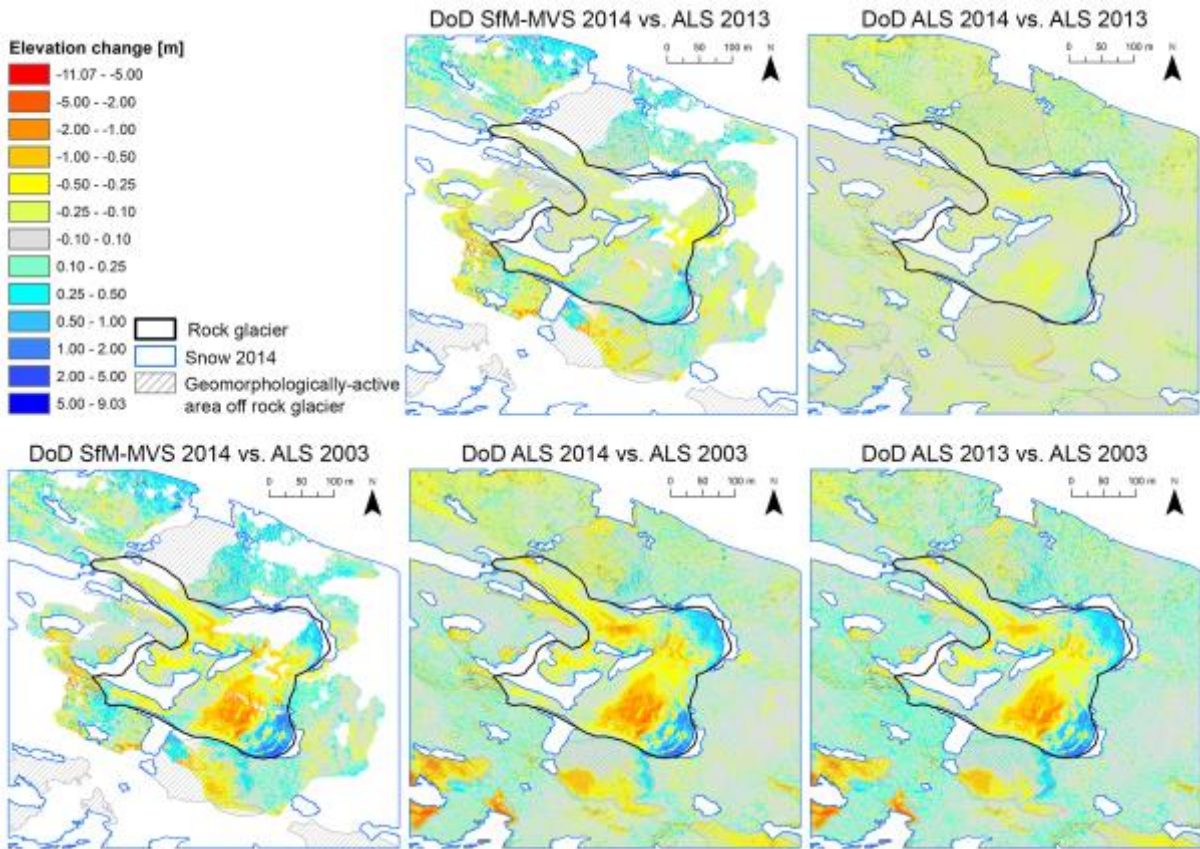 DoD SfM-MVS 2014 vs. ALS 2013
DoD ALS 2014 vs. ALS 2013
0 50 100 m N
0 50 100 m N
Elevation change [m]
-11.07 - -5.00
-5.00 - -2.00
-2.00 - -1.00
-1.00 - -0.50
-0.50 - -0.25
-0.25 - -0.10
-0.10 - 0.10
0.10 - 0.25
0.25 - 0.50
0.50 - 1.00
1.00 - 2.00
2.00 - 5.00
5.00 - 9.03
Rock glacier
Snow 2014
Geomorphologically-active
area off rock glacier
DoD SfM-MVS 2014 vs. ALS 2003
DoD ALS 2014 vs. ALS 2003
DoD ALS 2013 vs. ALS 2003
0 50 100 m N
0 50 100 m N
0 50 100 m N